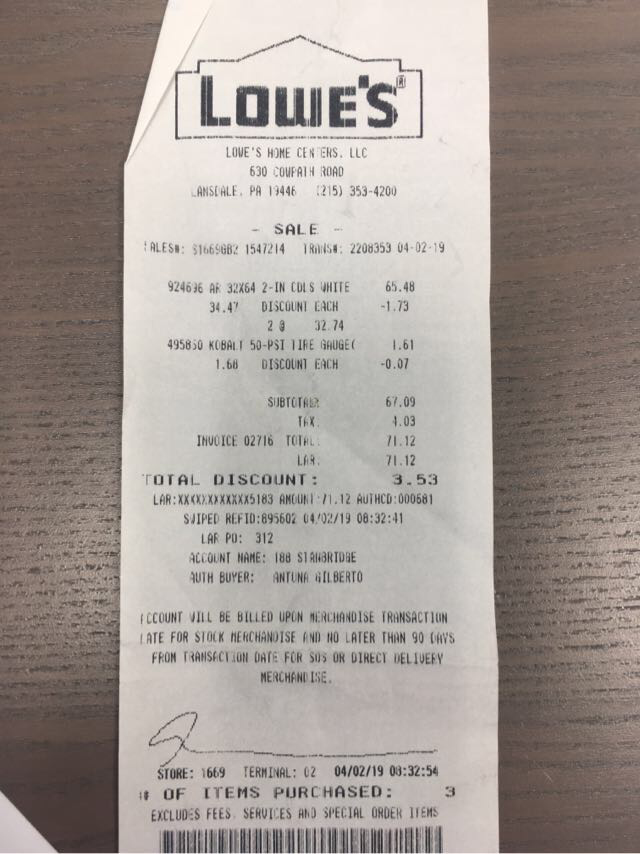 LOWE'S®
LOWE'S HOME CENTERS, LLC
630 COWPATH ROAD
LANSDALE, PA 19446 (215) 353-4200
- SALE -
SALES#: S1669GB2 1547214 TRANS#: 2208353 04-02-19
924696 AR 32X64 2-IN CDLS WHITE 65.48
34.47 DISCOUNT EACH -1.73
2 @ 32.74
495830 KOBALT 50-PSI TIRE GAUGE( 1.61
1.68 DISCOUNT EACH -0.07
SUBTOTAL: 67.09
TAX: 4.03
INVOICE 02716 TOTAL: 71.12
LAR: 71.12
TOTAL DISCOUNT: 3.53
LAR:XXXXXXXXXXXX5183 AMOUNT:71.12 AUTHCD:000681
SWIPED REFID:895602 04/02/19 08:32:41
LAR PO: 312
ACCOUNT NAME: 188 STANBRIDGE
AUTH BUYER: ANTUNA GILBERTO
ACCOUNT WILL BE BILLED UPON MERCHANDISE TRANSACTION
DATE FOR STOCK MERCHANDISE AND NO LATER THAN 90 DAYS
FROM TRANSACTION DATE FOR SOS OR DIRECT DELIVERY
MERCHANDISE.
STORE: 1669 TERMINAL: 02 04/02/19 08:32:54
# OF ITEMS PURCHASED: 3
EXCLUDES FEES, SERVICES AND SPECIAL ORDER ITEMS